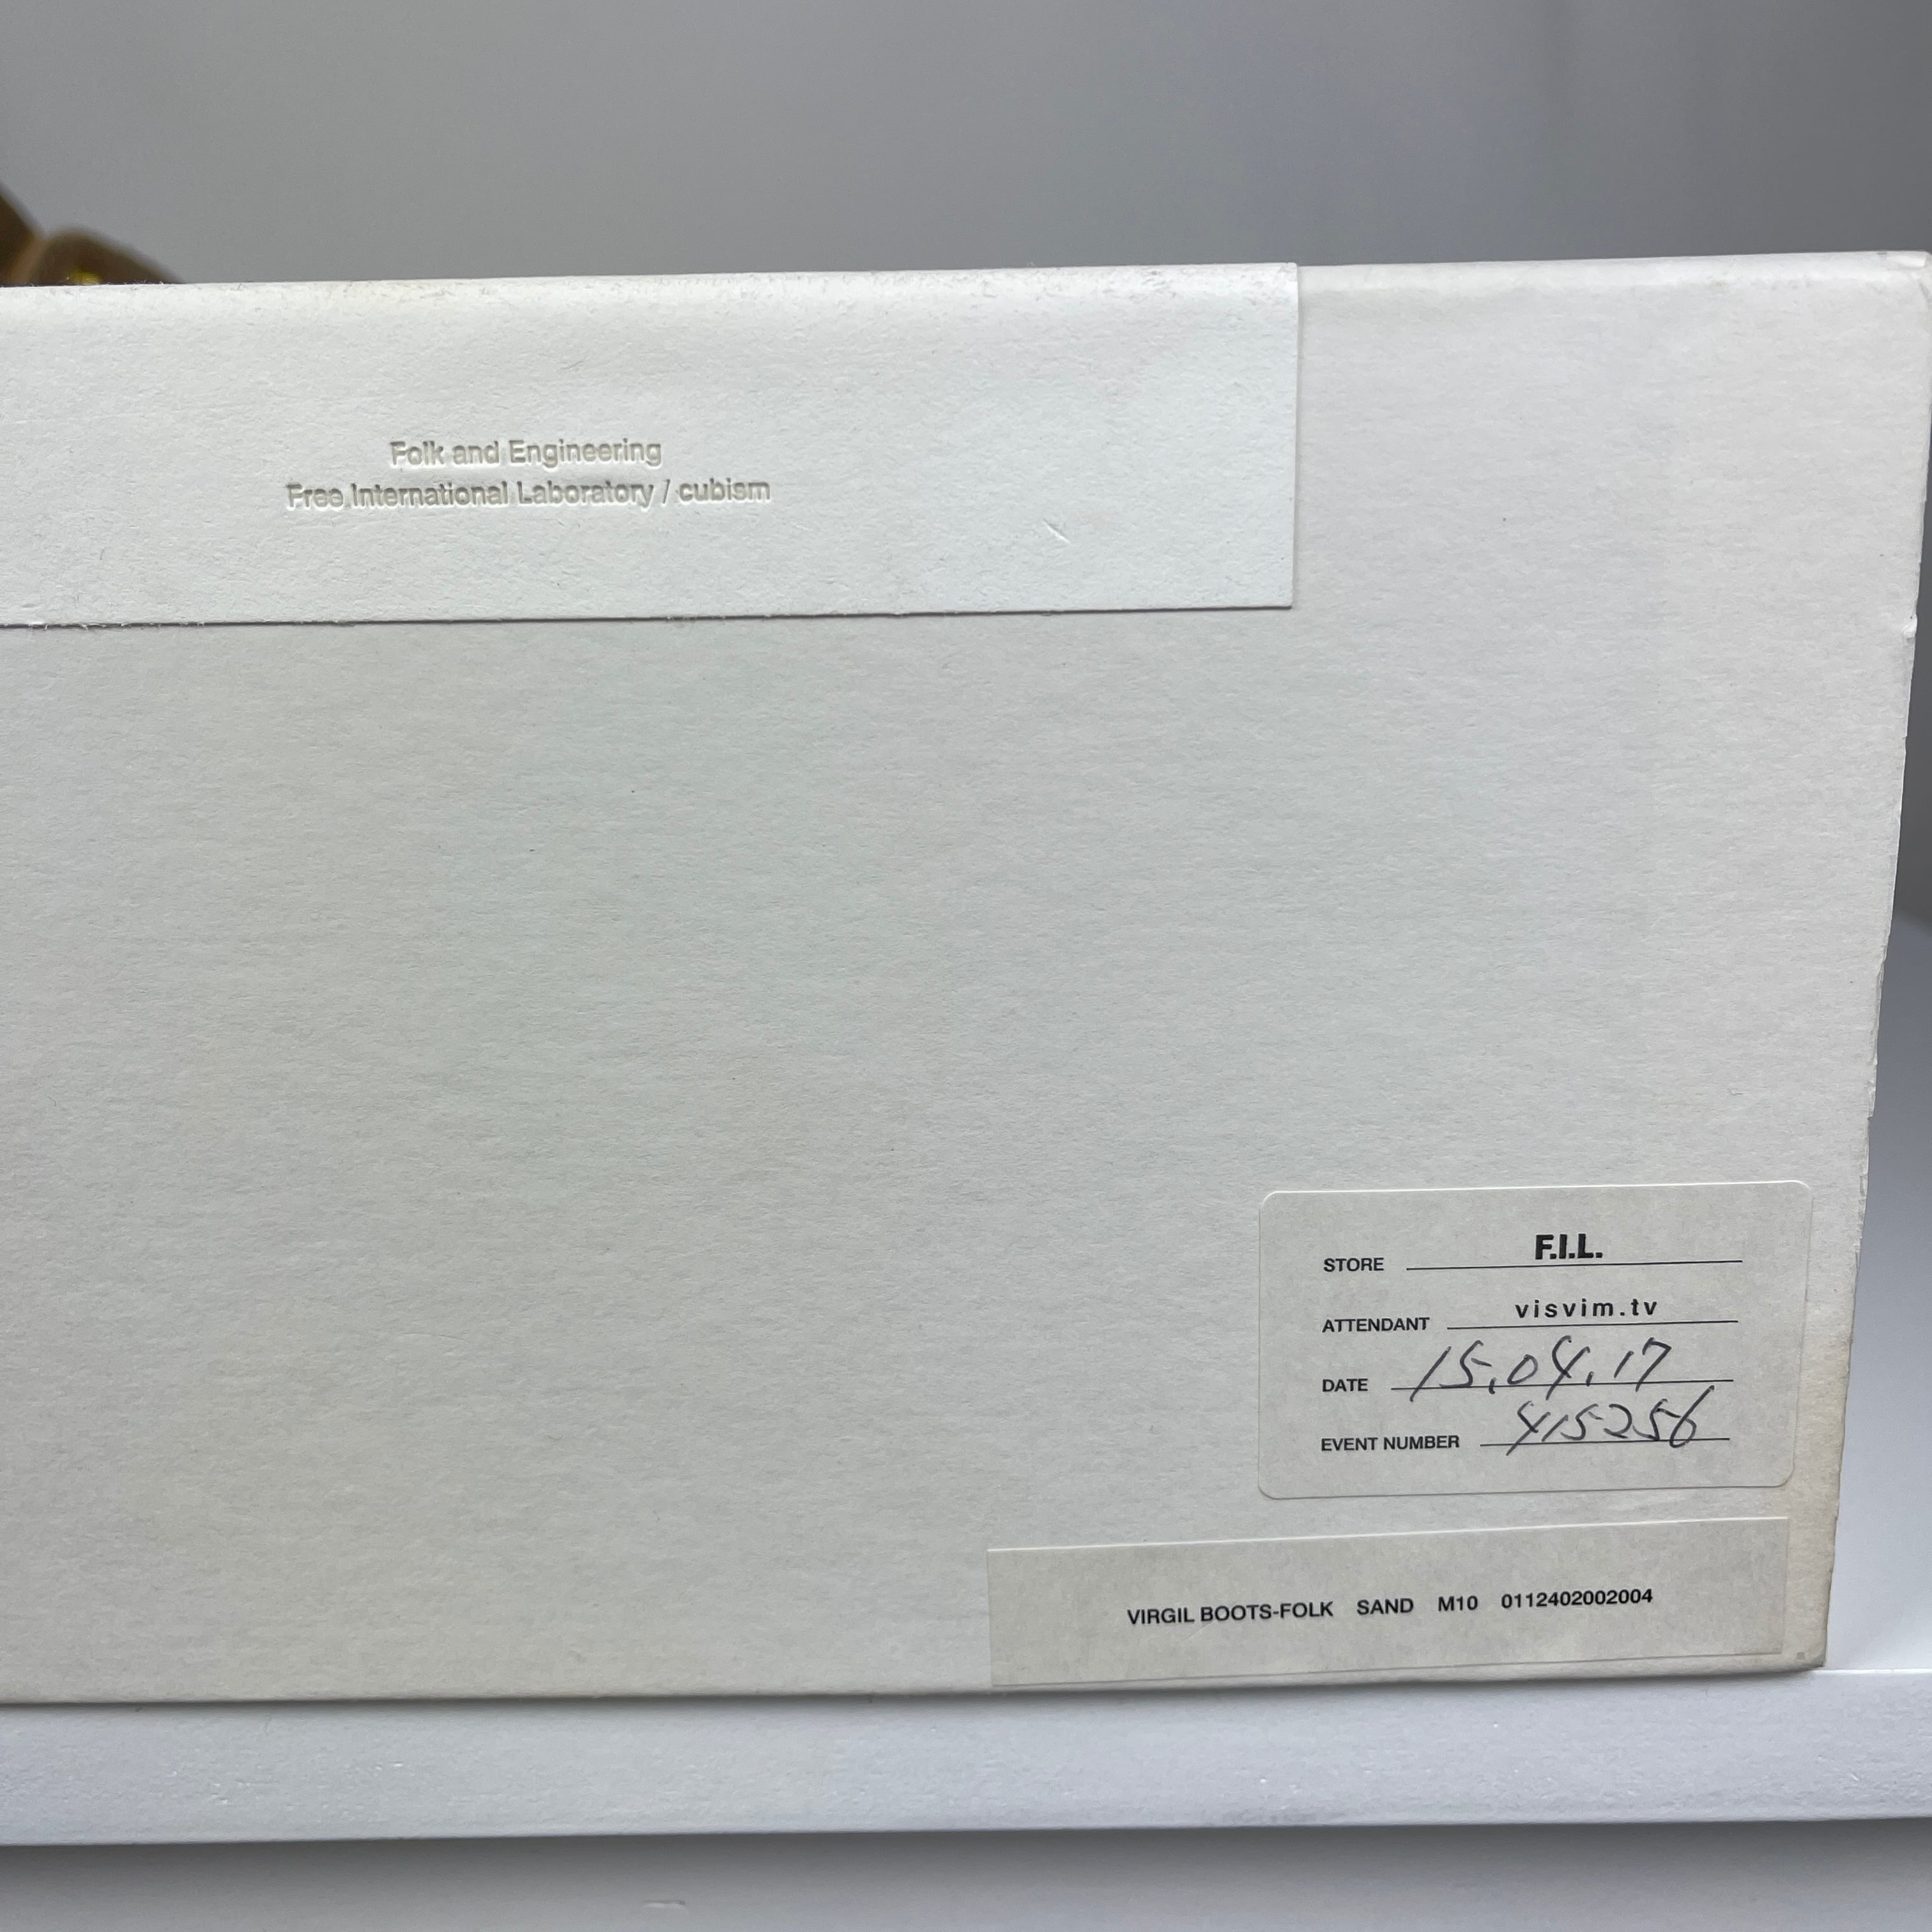 Folk and Engineering
Free International Laboratory / cubism
STORE F.I.L.
ATTENDANT visvim.tv
DATE 15.04.17
EVENT NUMBER 415256
VIRGIL BOOTS-FOLK SAND M10 0112402002004